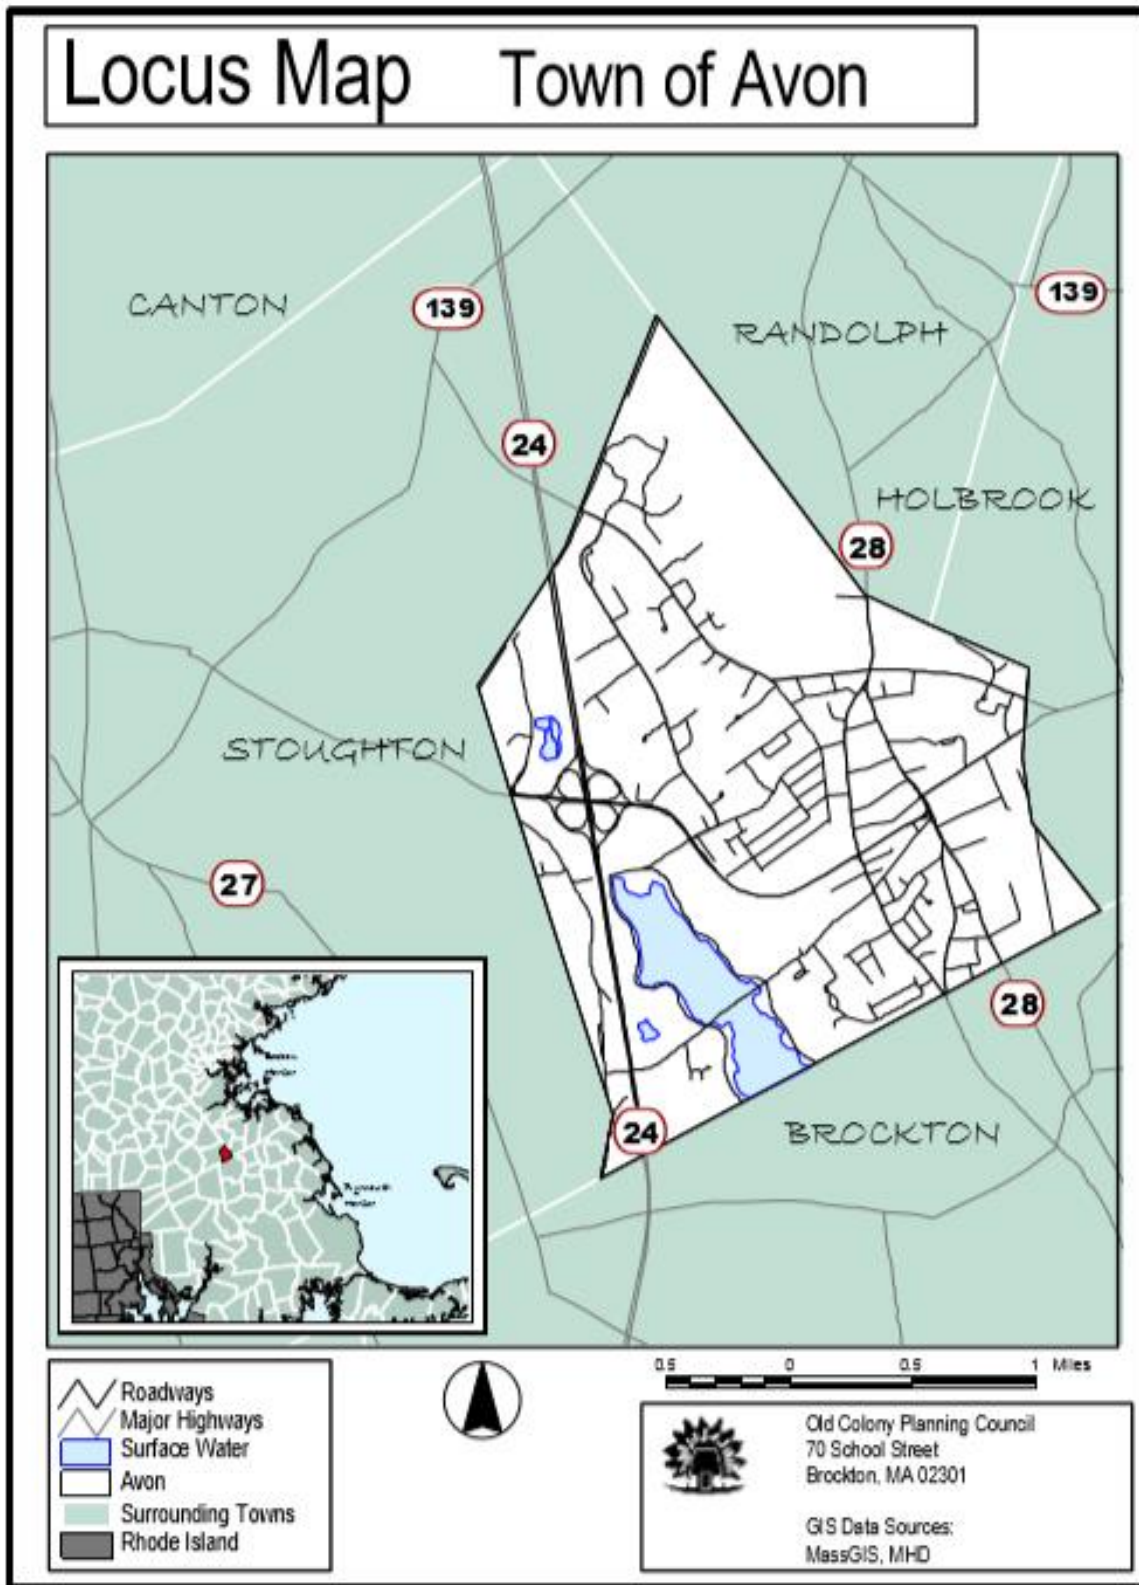 Locus Map Town of Avon
CANTON
139
RANDOLPH
139
24
HOLBROOK
28
STOUGHTON
27
28
24
BROCKTON
Roadways
Major Highways
Surface Water
Avon
Surrounding Towns
Rhode Island
0.5 0 0.5 1 Miles
Old Colony Planning Council
70 School Street
Brockton, MA 02301
GIS Data Sources:
MassGIS, MHD